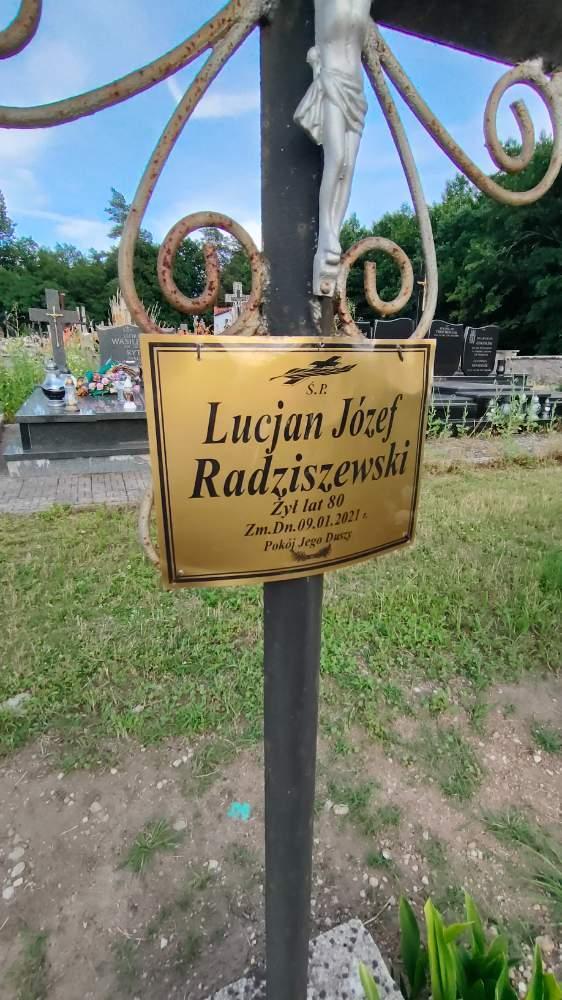 Ś.P.
Lucjan Józef
Radziszewski
Żył lat 80
Zm.Dn.09.01.2021 r.
Pokój Jego Duszy